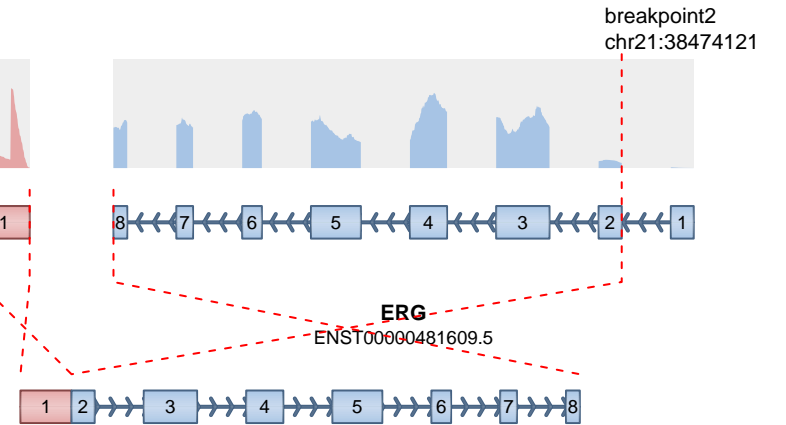 breakpoint2
chr21:38474121
1 8 7 6 5 4 3 2 1
ERG
ENST00000481609.5
1 2 3 4 5 6 7 8